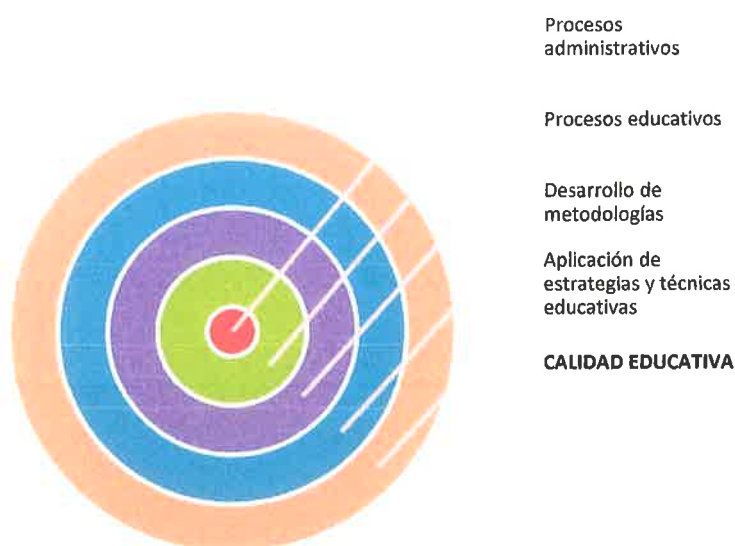 Procesos
administrativos
Procesos educativos
Desarrollo de
metodologías
Aplicación de
estrategias y técnicas
educativas
CALIDAD EDUCATIVA